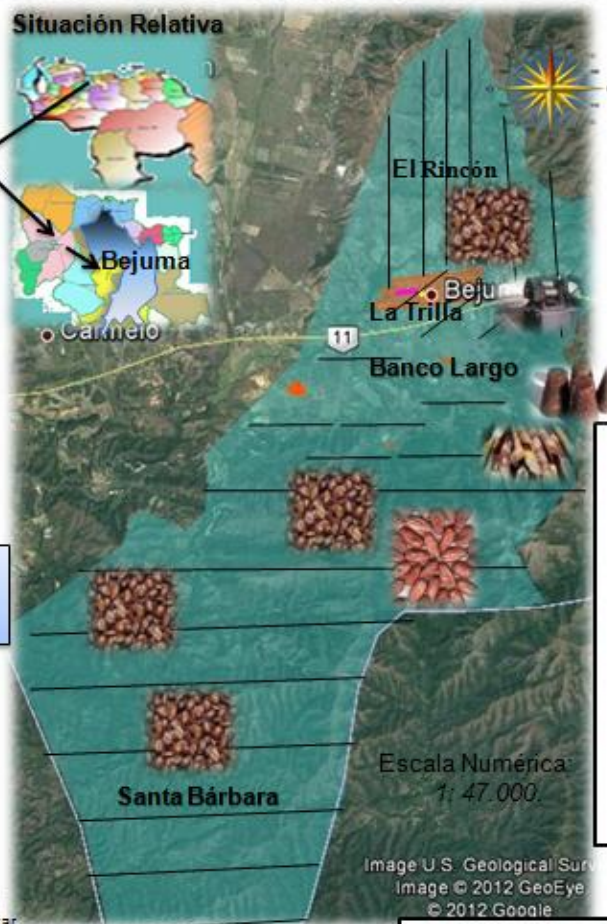 Situación Relativa
El Rincón
Bejuma
Beju
La Trilla
Carmelo
11
Banco Largo
Escala Numérica:
1: 47.000.
Santa Bárbara
Image U.S. Geological Surv
Image © 2012 GeoEye
© 2012 Google
ar